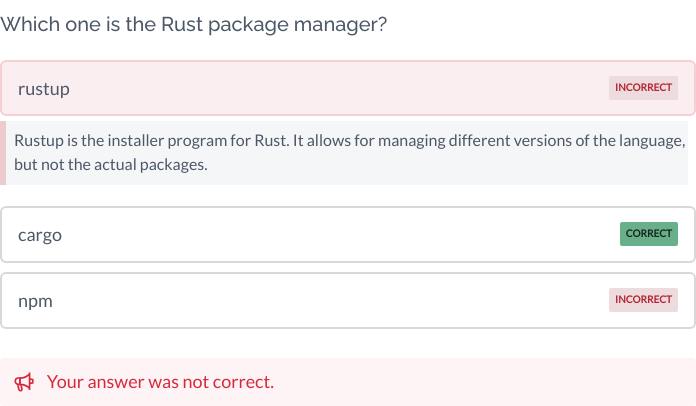 Which one is the Rust package manager?
rustup
INCORRECT
Rustup is the installer program for Rust. It allows for managing different versions of the language,
but not the actual packages.
cargo
CORRECT
npm
INCORRECT
Your answer was not correct.